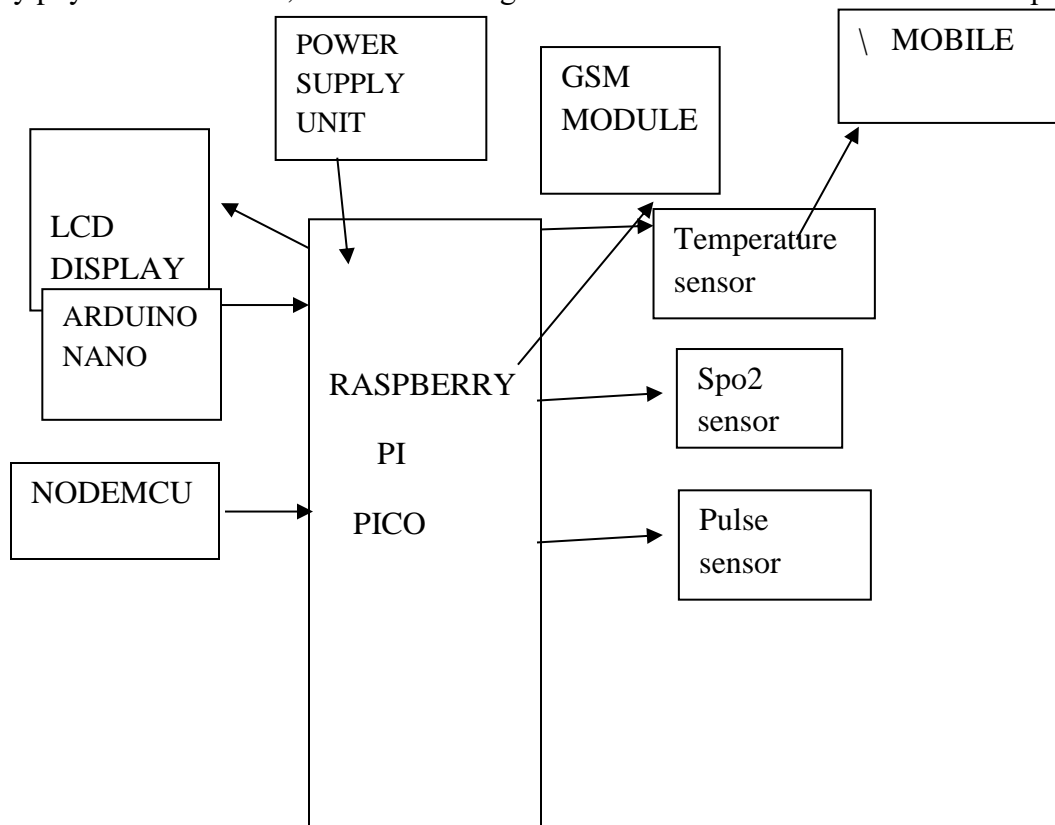 POWER
SUPPLY
UNIT
GSM
MODULE
\ MOBILE
LCD
DISPLAY
ARDUINO
NANO
NODEMCU
RASPBERRY
PI
PICO
Temperature
sensor
Spo2
sensor
Pulse
sensor